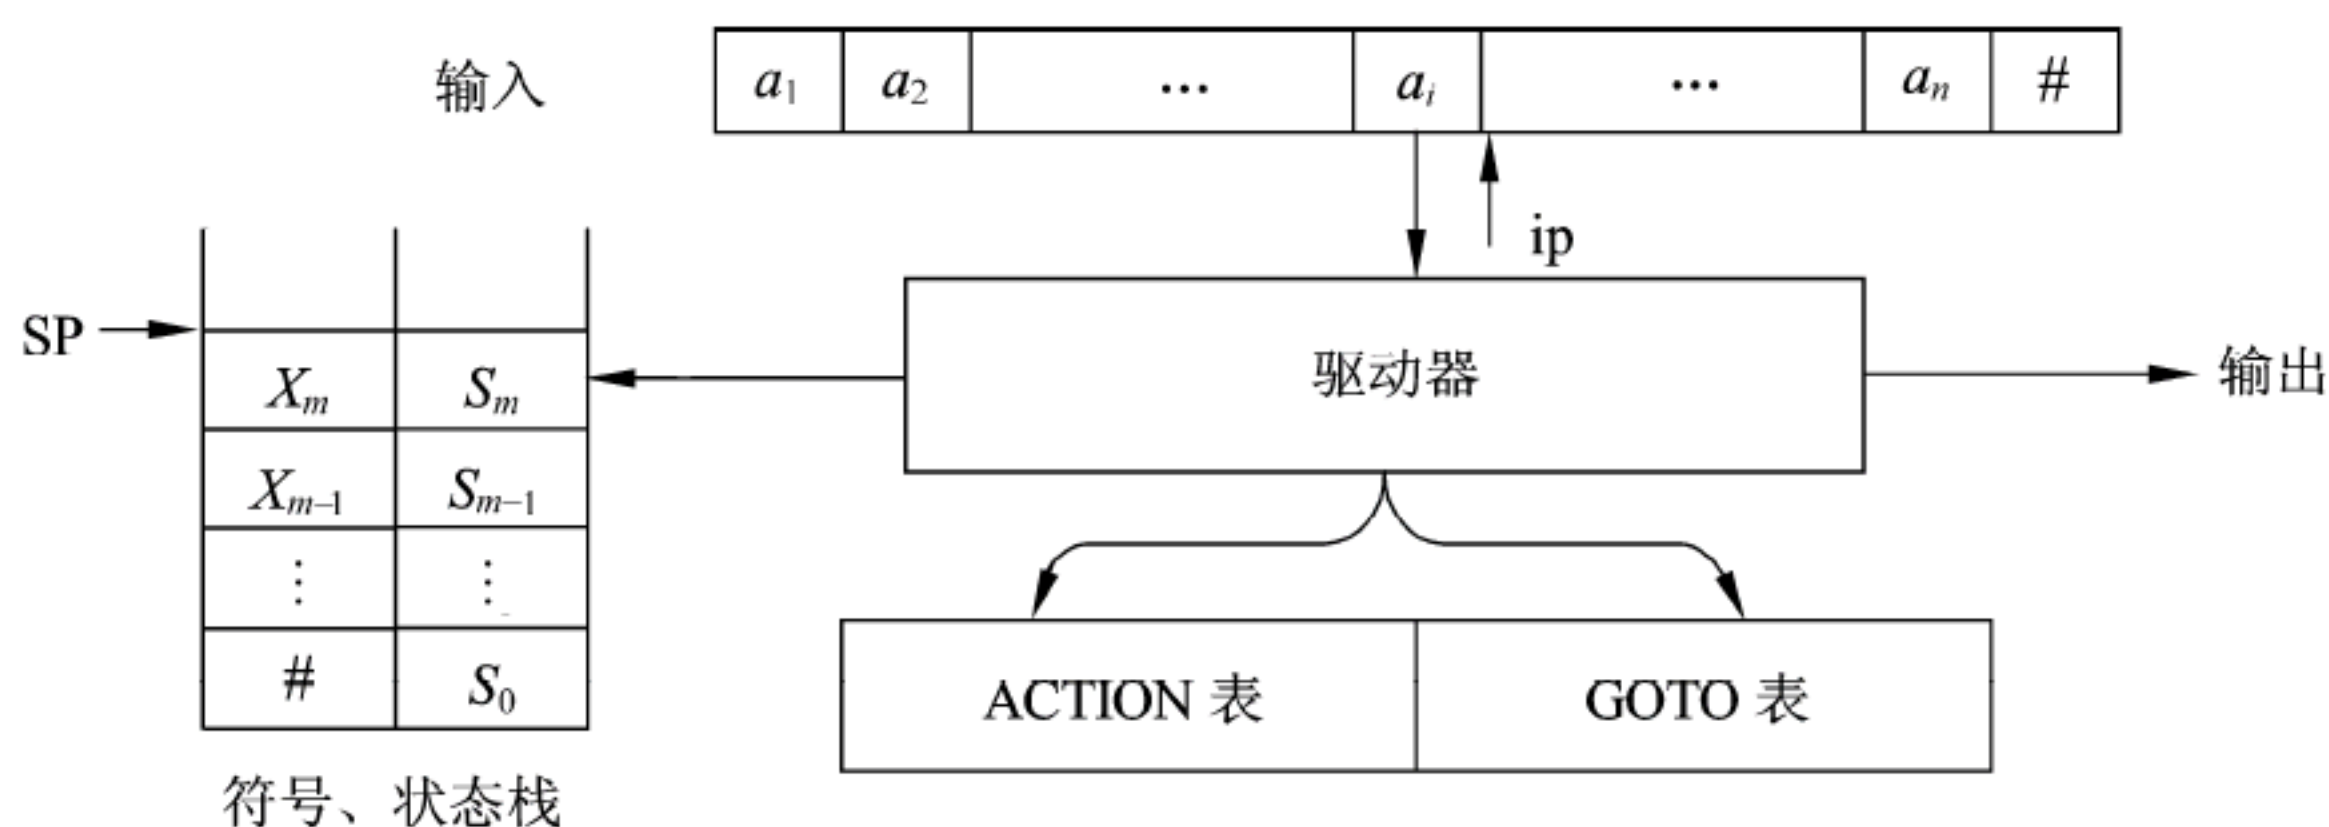 输入 a1 a2 ... ai ... an #
ip
SP
Xm Sm
Xm-1 Sm-1
⋮ ⋮
# S0
符号、状态栈
驱动器
输出
ACTION 表 GOTO 表